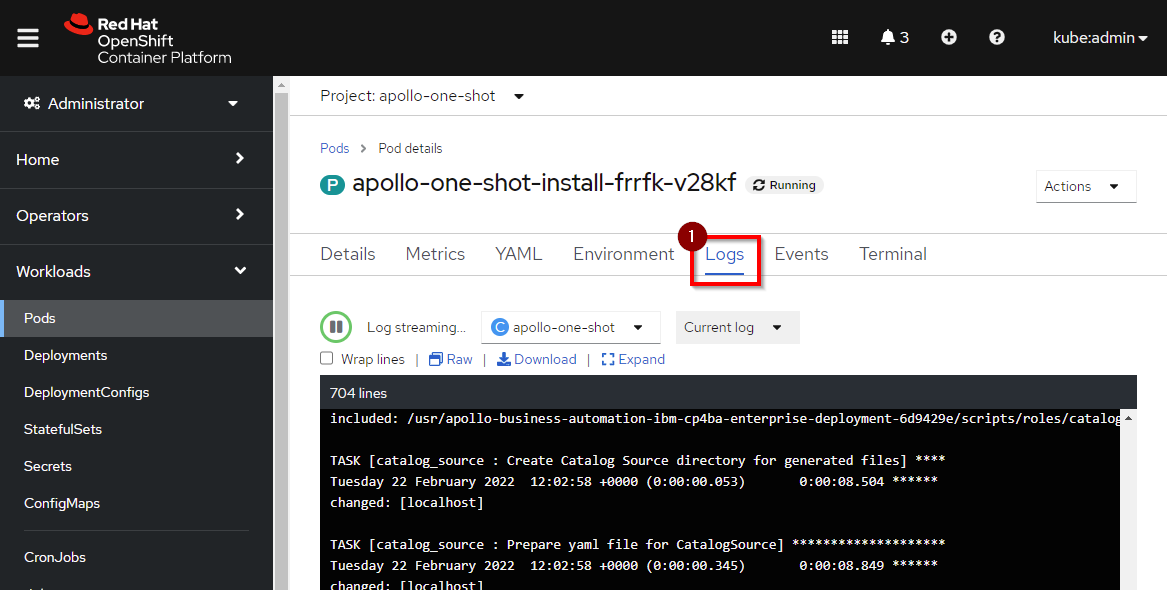 Red Hat
OpenShift
Container Platform
3
kube:admin
Administrator
Home
Operators
Workloads
Pods
Deployments
DeploymentConfigs
StatefulSets
Secrets
ConfigMaps
CronJobs
Project: apollo-one-shot
Pods > Pod details
P apollo-one-shot-install-frrfk-v28kf Running
Actions
1
Details Metrics YAML Environment Logs Events Terminal
Log streaming... C apollo-one-shot Current log
Wrap lines | Raw | Download | Expand
704 lines
included: /usr/apollo-business-automation-ibm-cp4ba-enterprise-deployment-6d9429e/scripts/roles/catalog
TASK [catalog_source : Create Catalog Source directory for generated files] ****
Tuesday 22 February 2022  12:02:58 +0000 (0:00:00.053)       0:00:08.504 ******
changed: [localhost]
TASK [catalog_source : Prepare yaml file for CatalogSource] ********************
Tuesday 22 February 2022  12:02:58 +0000 (0:00:00.345)       0:00:08.849 ******
changed: [localhost]